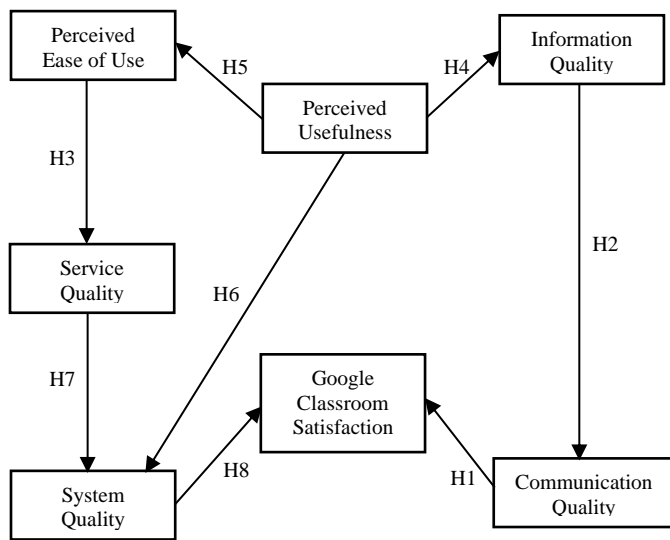 Perceived
Ease of Use
Information
Quality
H5
H4
Perceived
Usefulness
H3
H2
Service
Quality
H6
H7
Google
Classroom
Satisfaction
H8
H1
System
Quality
Communication
Quality